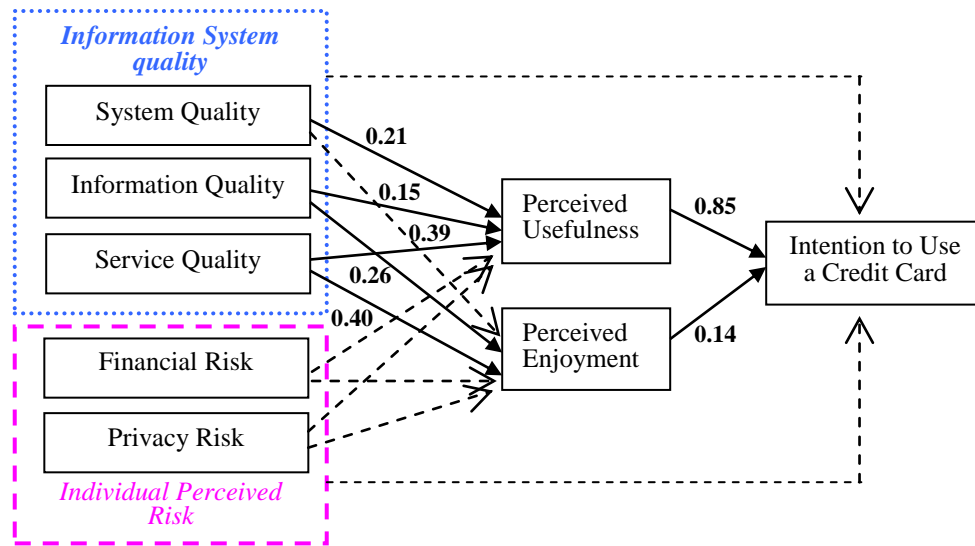 Information System
quality
System Quality
0.21
Information Quality
0.15
Perceived
Usefulness
0.85
0.39
Service Quality
Intention to Use
a Credit Card
0.26
0.40
Perceived
Enjoyment
0.14
Financial Risk
Privacy Risk
Individual Perceived
Risk